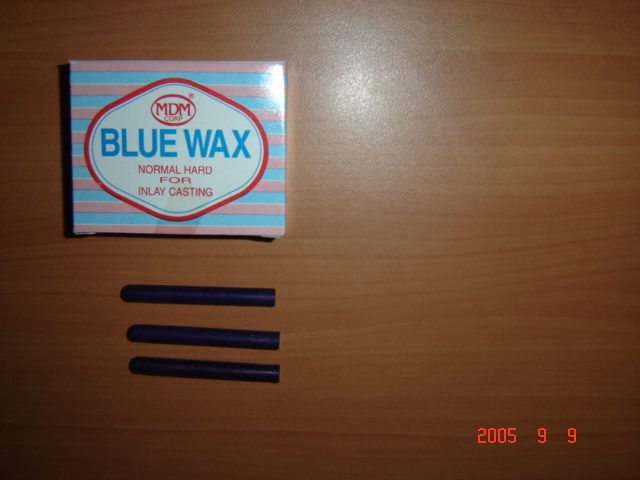 MDM®
CORP
BLUE WAX
NORMAL HARD
FOR
INLAY CASTING
2005 9 9